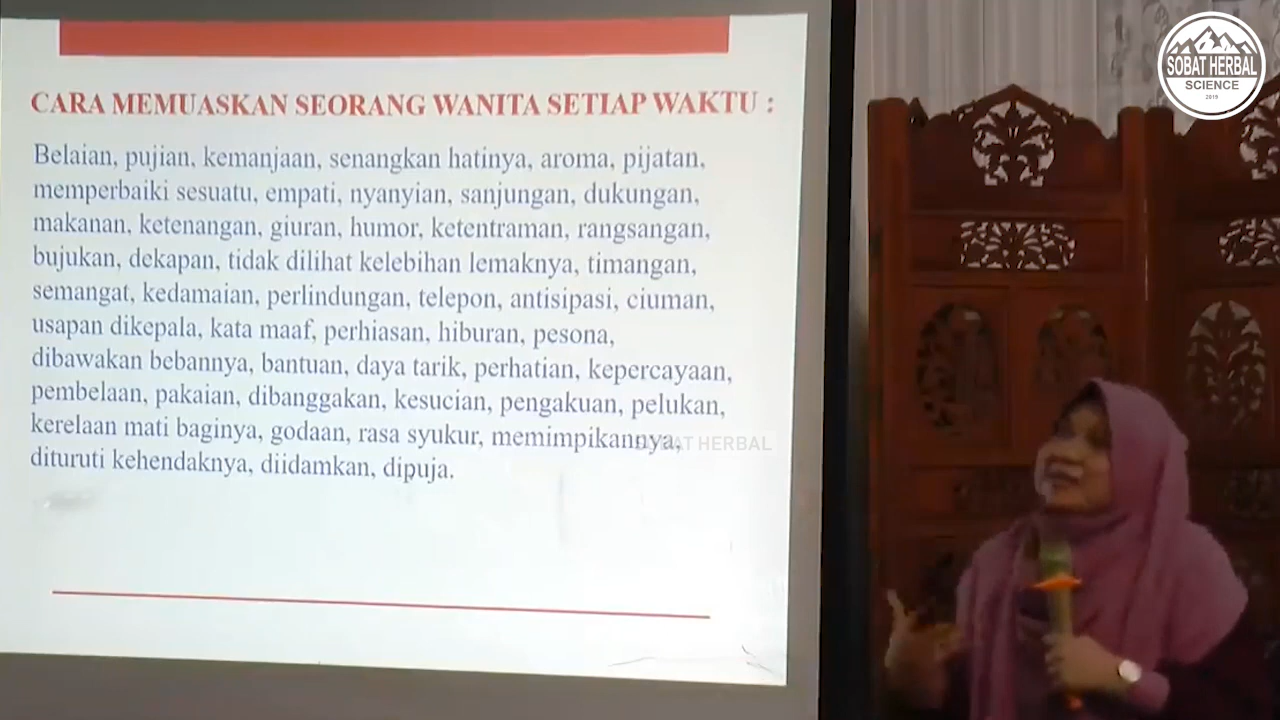 CARA MEMUASKAN SEORANG WANITA SETIAP WAKTU :
Belaian, pujian, kemanjaan, senangkan hatinya, aroma, pijatan,
memperbaiki sesuatu, empati, nyanyian, sanjungan, dukungan,
makanan, ketenangan, giuran, humor, ketentraman, rangsangan,
bujukan, dekapan, tidak dilihat kelebihan lemaknya, timangan,
semangat, kedamaian, perlindungan, telepon, antisipasi, ciuman,
usapan dikepala, kata maaf, perhiasan, hiburan, pesona,
dibawakan bebannya, bantuan, daya tarik, perhatian, kepercayaan,
pembelaan, pakaian, dibanggakan, kesucian, pengakuan, pelukan,
kerelaan mati baginya, godaan, rasa syukur, memimpikannya,
dituruti kehendaknya, diidamkan, dipuja.
SOBAT HERBAL
SOBAT HERBAL
SCIENCE
2019